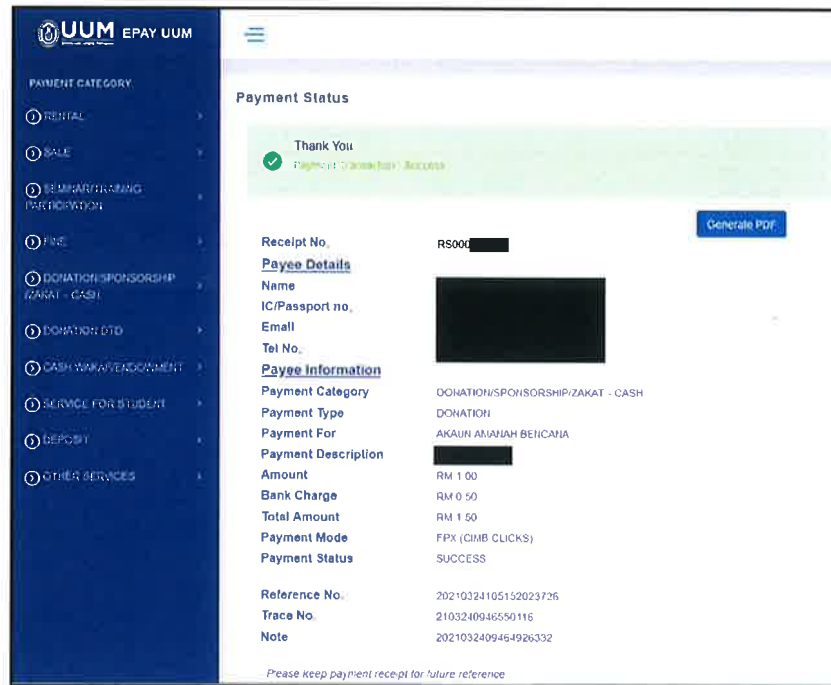 UUM EPAY UUM
PAYMENT CATEGORY
RENTAL
SALE
SEMINAR/TRAINING
PARTICIPATION
FINE
DONATION/SPONSORSHIP
/ZAKAT - CASH
DONATION DTD
CASH WAKAF/ENDOWMENT
SERVICE FOR STUDENT
DEPOSIT
OTHER SERVICES
Payment Status
Thank You
Payment Transaction: Success
Generate PDF
Receipt No. RS000
Payee Details
Name
IC/Passport no.
Email
Tel No.
Payee Information
Payment Category DONATION/SPONSORSHIP/ZAKAT - CASH
Payment Type DONATION
Payment For AKAUN AMANAH BENCANA
Payment Description
Amount RM 1.00
Bank Charge RM 0.50
Total Amount RM 1.50
Payment Mode FPX (CIMB CLICKS)
Payment Status SUCCESS
Reference No. 20210324105152023726
Trace No. 2103240946550116
Note 2021032409464926332
Please keep payment receipt for future reference